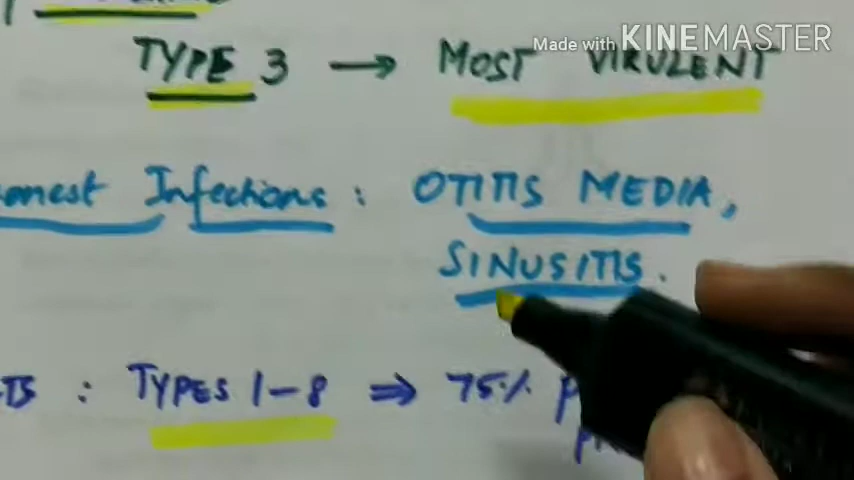 Made with KINEMASTER
TYPE 3 → MOST VIRULENT
Infections : OTITIS MEDIA,
SINUSITIS.
: TYPES 1-8 ⇒ 75%